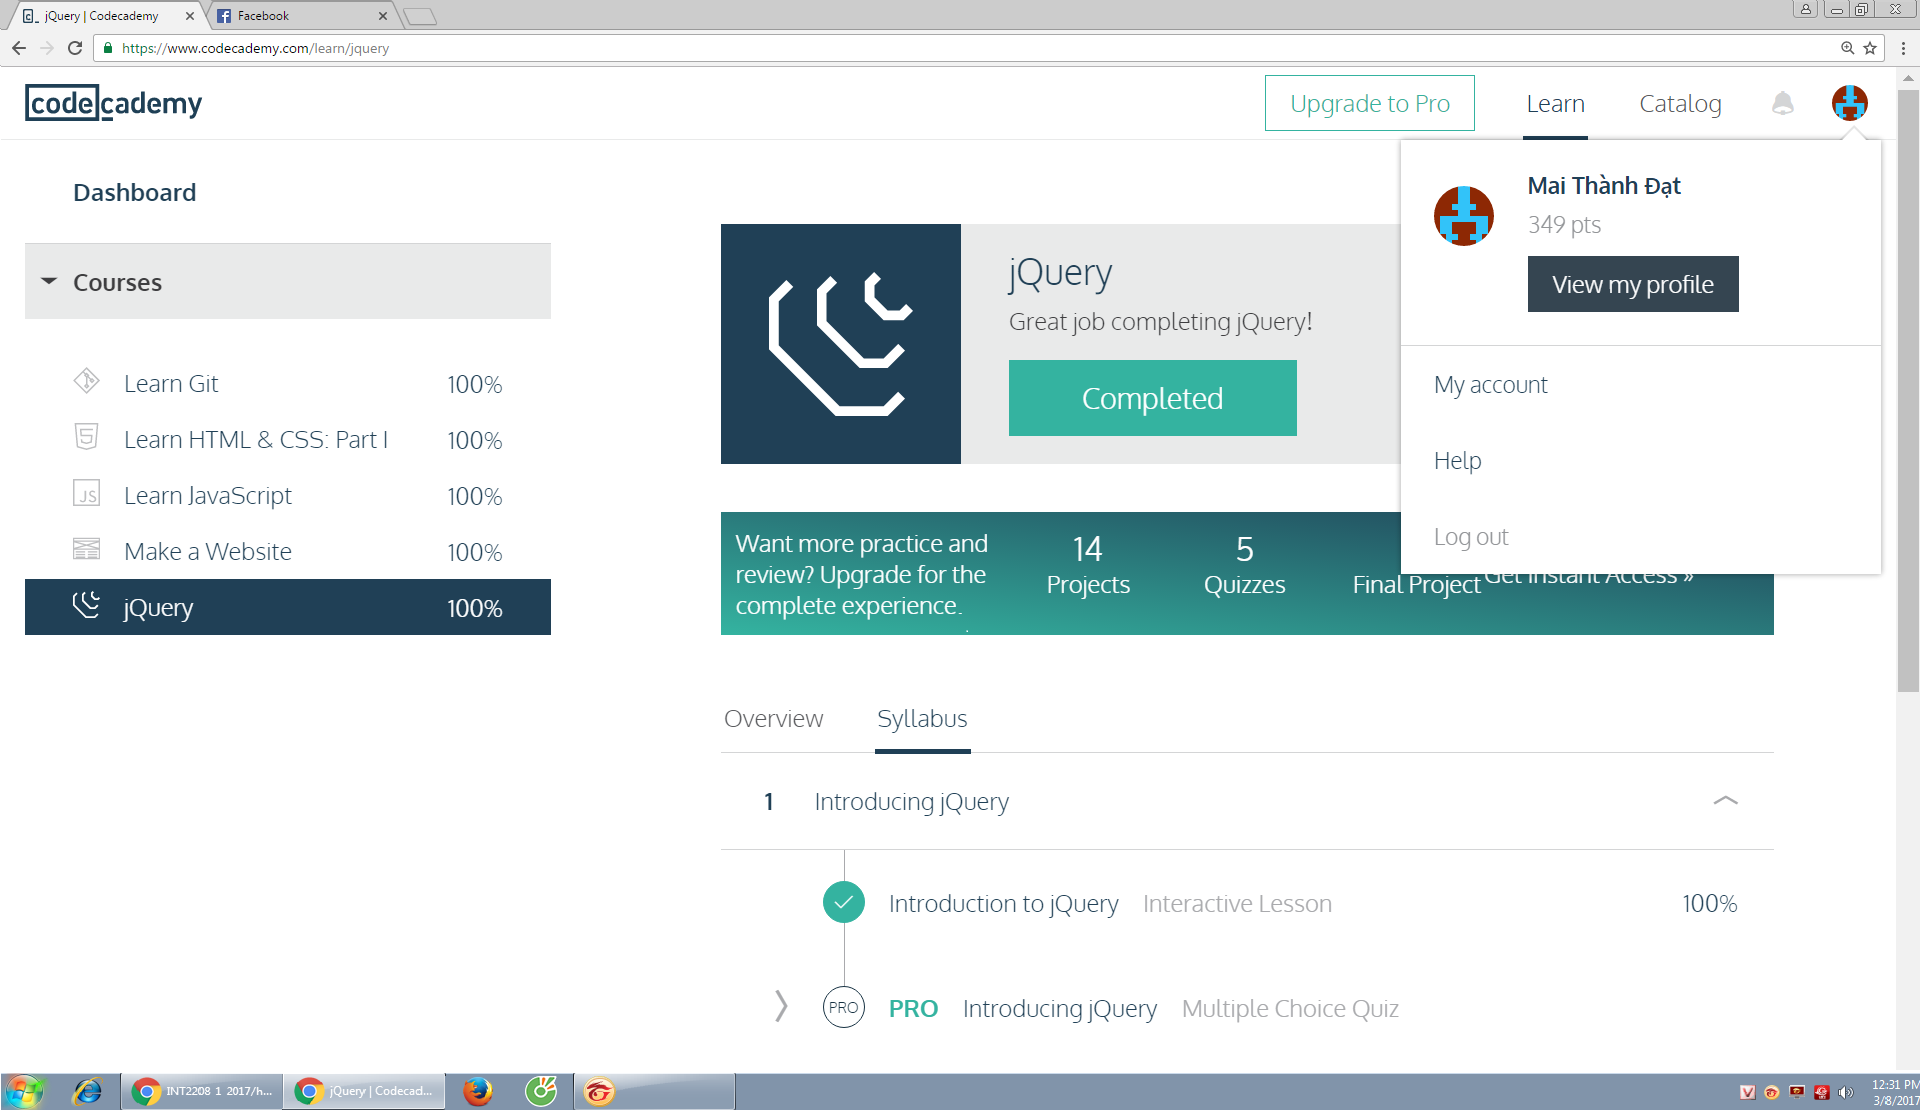 jQuery | Codecademy
Facebook
https://www.codecademy.com/learn/jquery
codecademy
Upgrade to Pro
Learn
Catalog
Dashboard
Courses
Learn Git 100%
Learn HTML & CSS: Part I 100%
Learn JavaScript 100%
Make a Website 100%
jQuery 100%
jQuery
Great job completing jQuery!
Completed
Mai Thành Đạt
349 pts
View my profile
My account
Help
Log out
Want more practice and
review? Upgrade for the
complete experience.
14
Projects
5
Quizzes
Final Project
Get Instant Access »
Overview
Syllabus
1 Introducing jQuery
Introduction to jQuery Interactive Lesson 100%
PRO PRO Introducing jQuery Multiple Choice Quiz
INT2208 1 2017/h...
jQuery | Codecad...
12:31 PM
3/8/2017